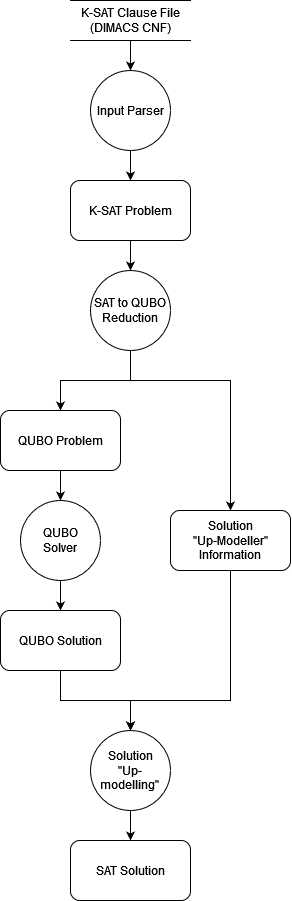 K-SAT Clause File
(DIMACS CNF)
Input Parser
K-SAT Problem
SAT to QUBO
Reduction
QUBO Problem
QUBO
Solver
Solution
"Up-Modeller"
Information
QUBO Solution
Solution
"Up-
modelling"
SAT Solution